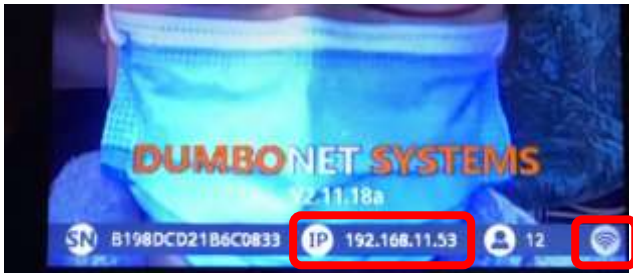 DUMBONET SYSTEMS
V2.11.18a
SN B198DCD21B6C0833 IP 192.168.11.53 12